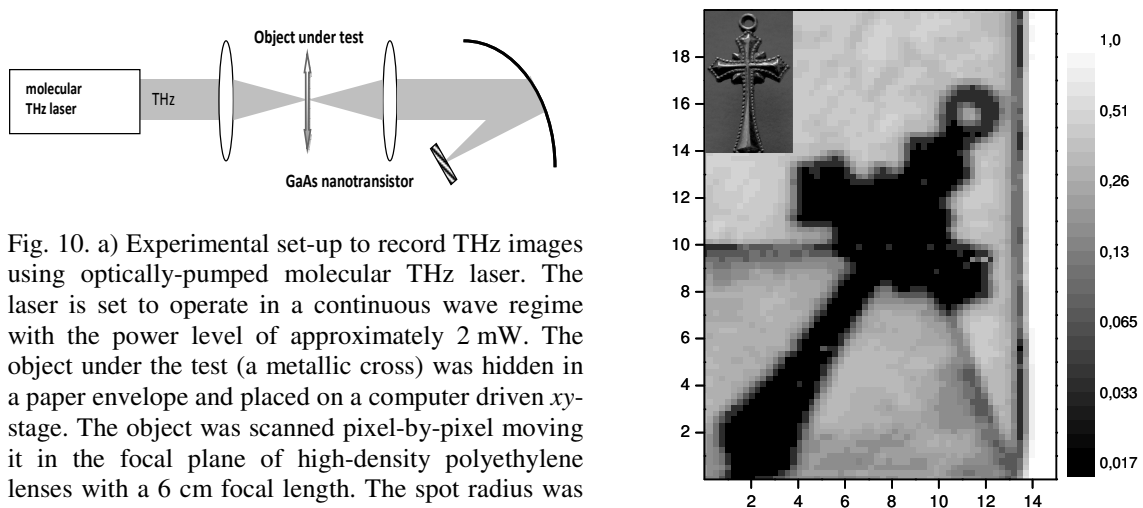 Object under test
molecular
THz laser
THz
GaAs nanotransistor
Fig. 10. a) Experimental set-up to record THz images
using optically-pumped molecular THz laser. The
laser is set to operate in a continuous wave regime
with the power level of approximately 2 mW. The
object under the test (a metallic cross) was hidden in
a paper envelope and placed on a computer driven xy-
stage. The object was scanned pixel-by-pixel moving
it in the focal plane of high-density polyethylene
lenses with a 6 cm focal length. The spot radius was
18
16
14
12
10
8
6
4
2
2 4 6 8 10 12 14
1,0
0,51
0,26
0,13
0,065
0,033
0,017